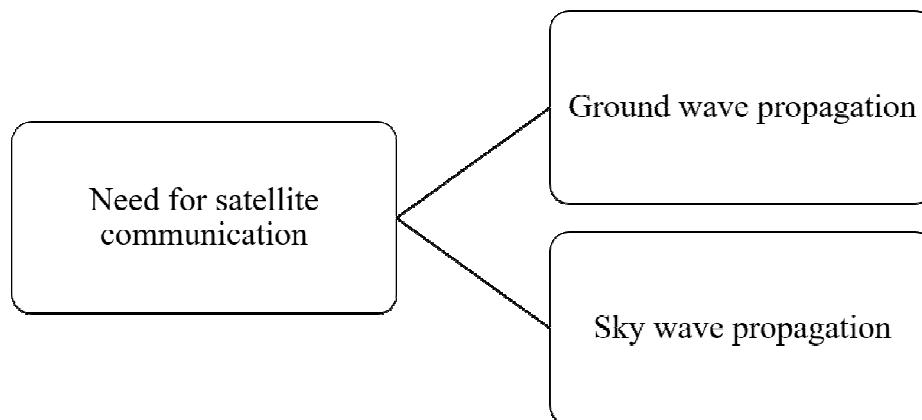 Need for satellite
communication
Ground wave propagation
Sky wave propagation